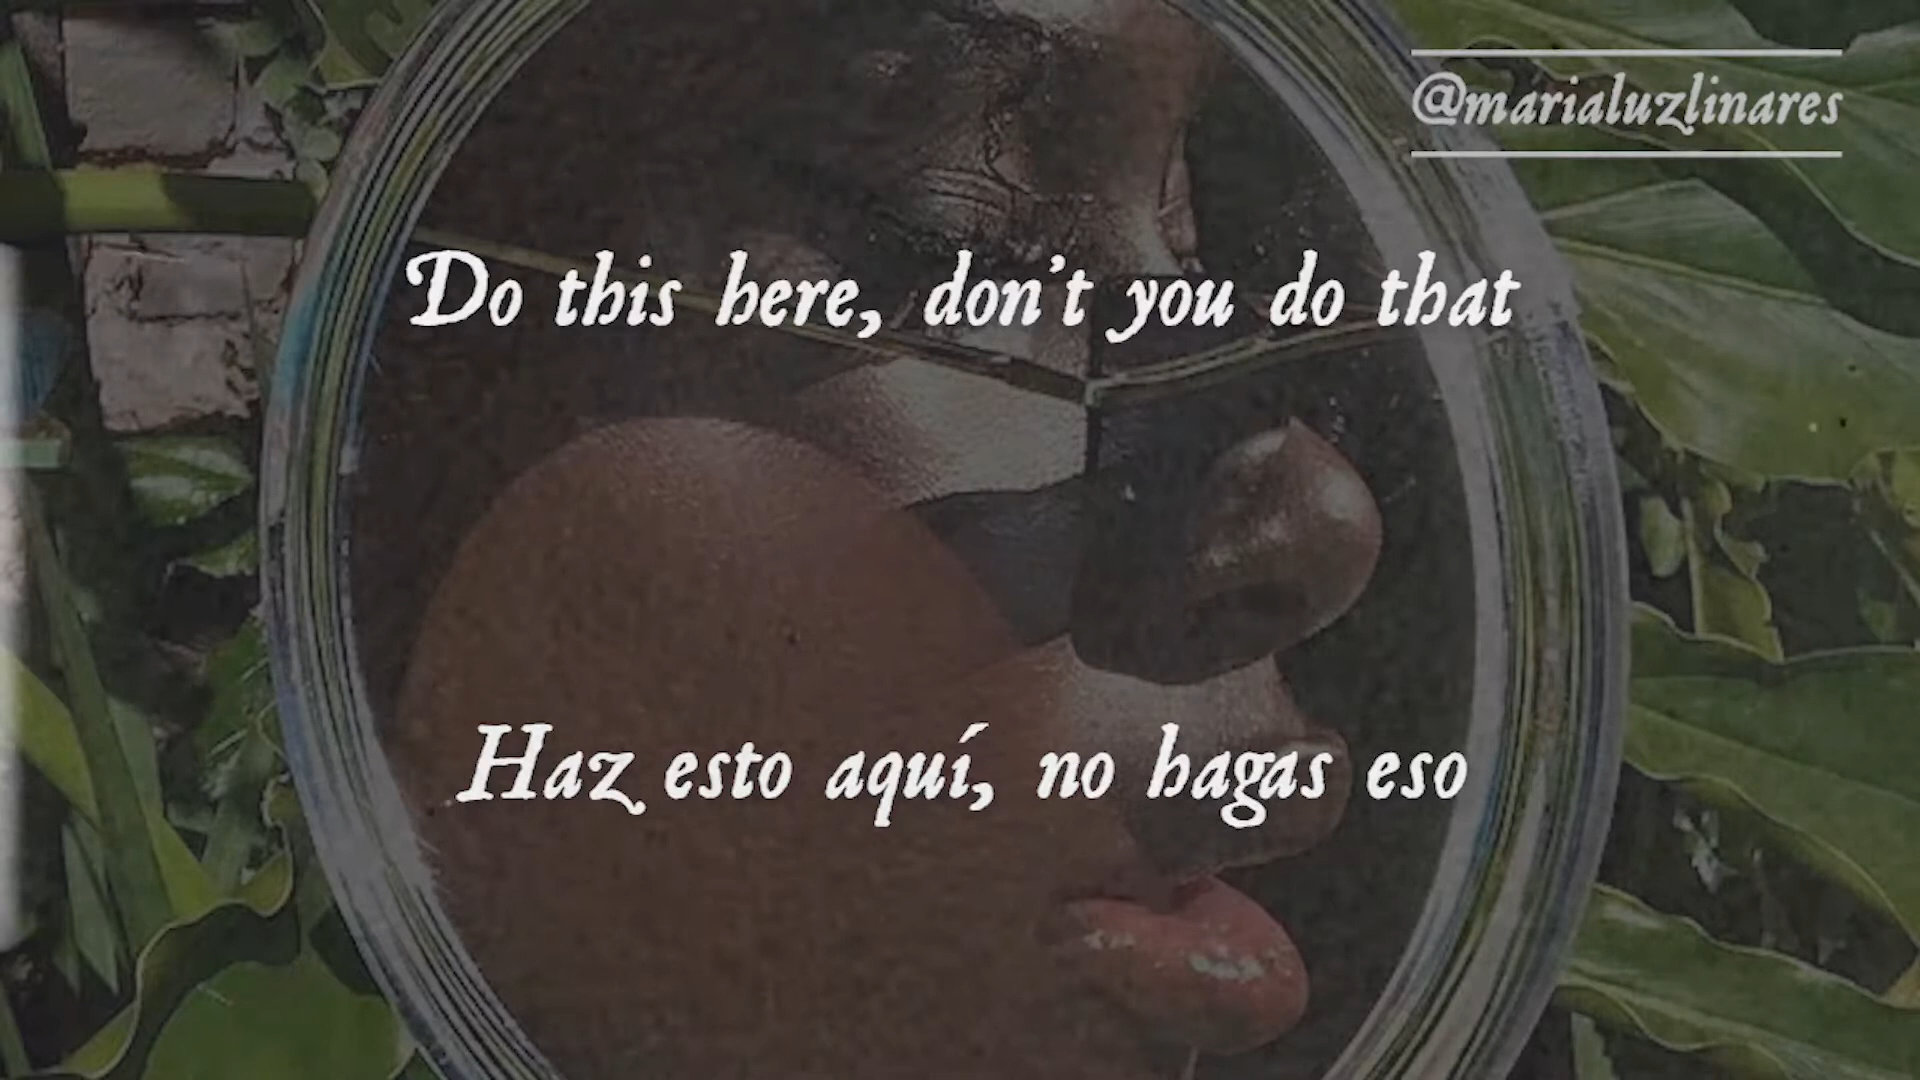 @marialuzlinares
Do this here, don't you do that
Haz esto aquí, no hagas eso